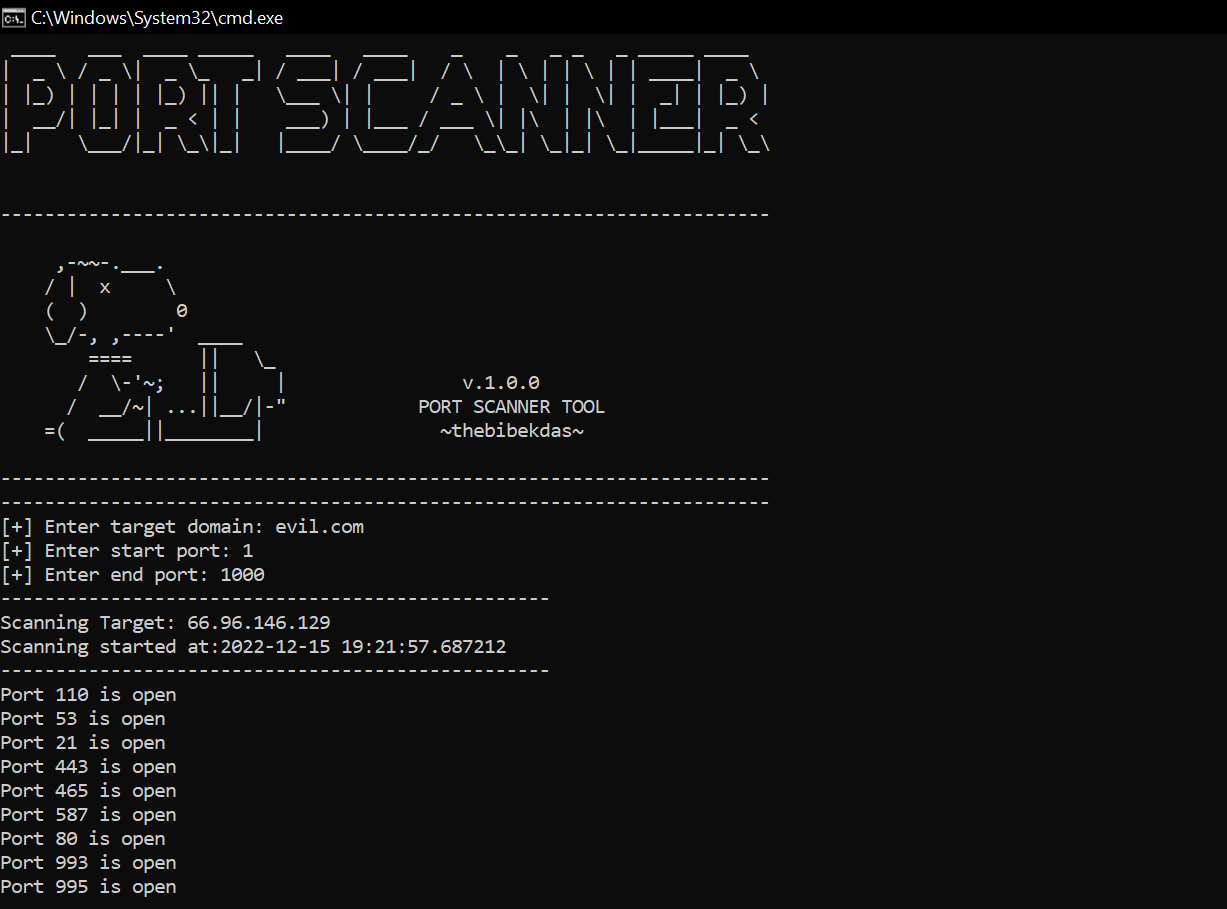 C:\Windows\System32\cmd.exe
PORT SCANNER
v.1.0.0
PORT SCANNER TOOL
~thebibekdas~
[+] Enter target domain: evil.com
[+] Enter start port: 1
[+] Enter end port: 1000
Scanning Target: 66.96.146.129
Scanning started at:2022-12-15 19:21:57.687212
Port 110 is open
Port 53 is open
Port 21 is open
Port 443 is open
Port 465 is open
Port 587 is open
Port 80 is open
Port 993 is open
Port 995 is open